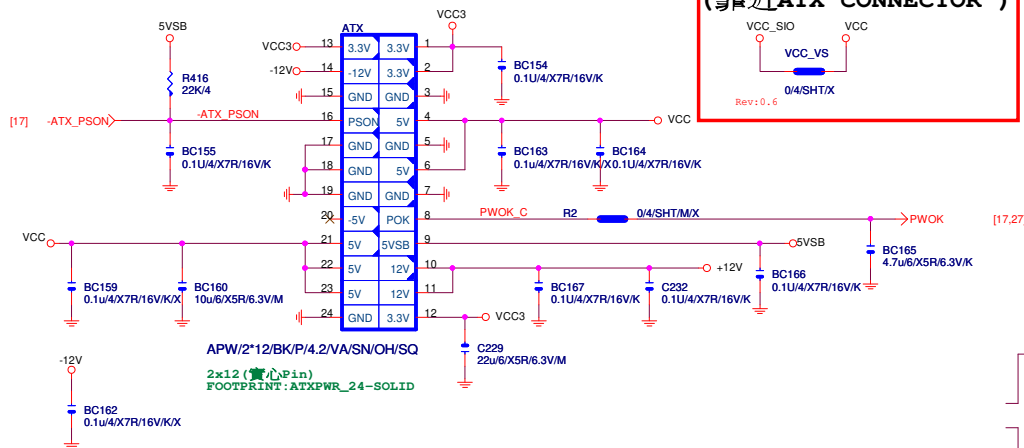 (靠近ATX CONNECTOR )
VCC_SIO
VCC
VCC_VS
0/4/SHT/X
Rev:0.6
5VSB
R416
22K/4
[17]
-ATX_PSON
-ATX_PSON
BC155
0.1U/4/X7R/16V/K
VCC3
-12V
ATX
VCC3
13 3.3V 3.3V 1
14 -12V 3.3V 2
15 GND GND 3
16 PSON 5V 4
17 GND GND 5
18 GND 5V 6
19 GND GND 7
20 -5V POK 8
21 5V 5VSB 9
22 5V 12V 10
23 5V 12V 11
24 GND 3.3V 12
BC154
0.1U/4/X7R/16V/K
VCC
BC163
0.1u/4/X7R/16V/K/X
BC164
0.1U/4/X7R/16V/K
PWOK_C
R2
0/4/SHT/M/X
PWOK
[17,27]
BC165
4.7u/6/X5R/6.3V/K
5VSB
BC166
0.1U/4/X7R/16V/K
+12V
BC167
0.1U/4/X7R/16V/K
C232
0.1U/4/X7R/16V/K
VCC3
C229
22u/6/X5R/6.3V/M
VCC
BC159
0.1u/4/X7R/16V/K/X
BC160
10u/6/X5R/6.3V/M
APW/2*12/BK/P/4.2/VA/SN/OH/SQ
2x12(實心Pin)
FOOTPRINT:ATXPWR_24-SOLID
-12V
BC162
0.1u/4/X7R/16V/K/X